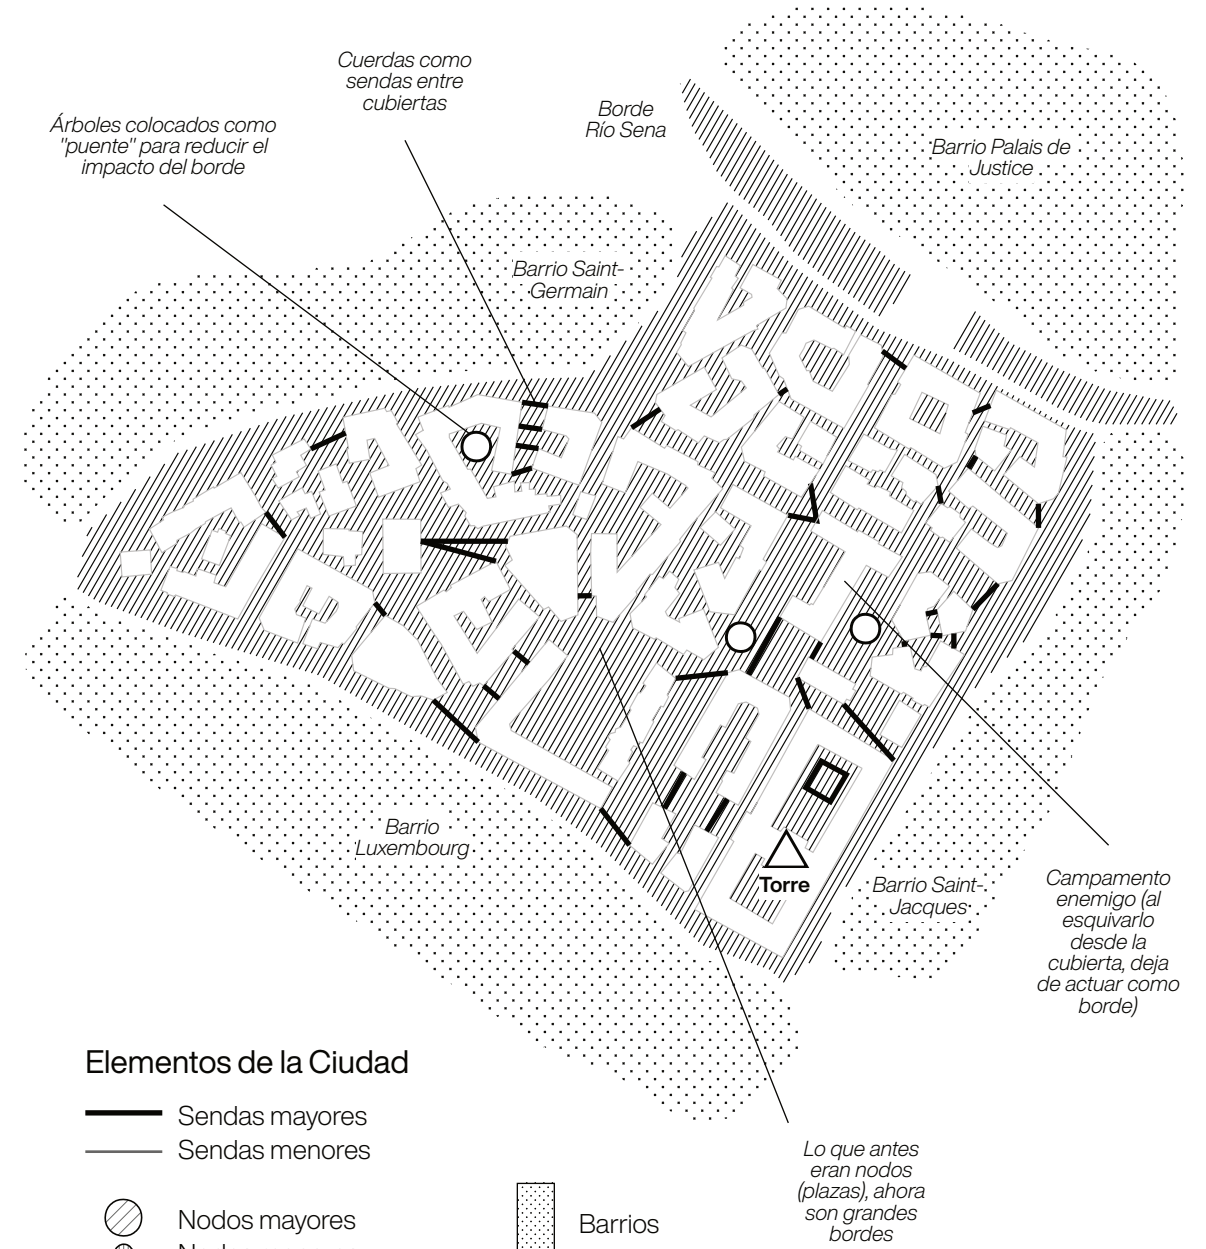 Cuerdas como
sendas entre
cubiertas
Árboles colocados como
"puente" para reducir el
impacto del borde
Borde
Río Sena
Barrio Palais de
Justice
Barrio Saint-
Germain
Barrio
Luxembourg
Torre
Barrio Saint-
Jacques
Campamento
enemigo (al
esquivarlo
desde la
cubierta, deja
de actuar como
borde)
Lo que antes
eran nodos
(plazas), ahora
son grandes
bordes
Elementos de la Ciudad
Sendas mayores
Sendas menores
Nodos mayores
Barrios